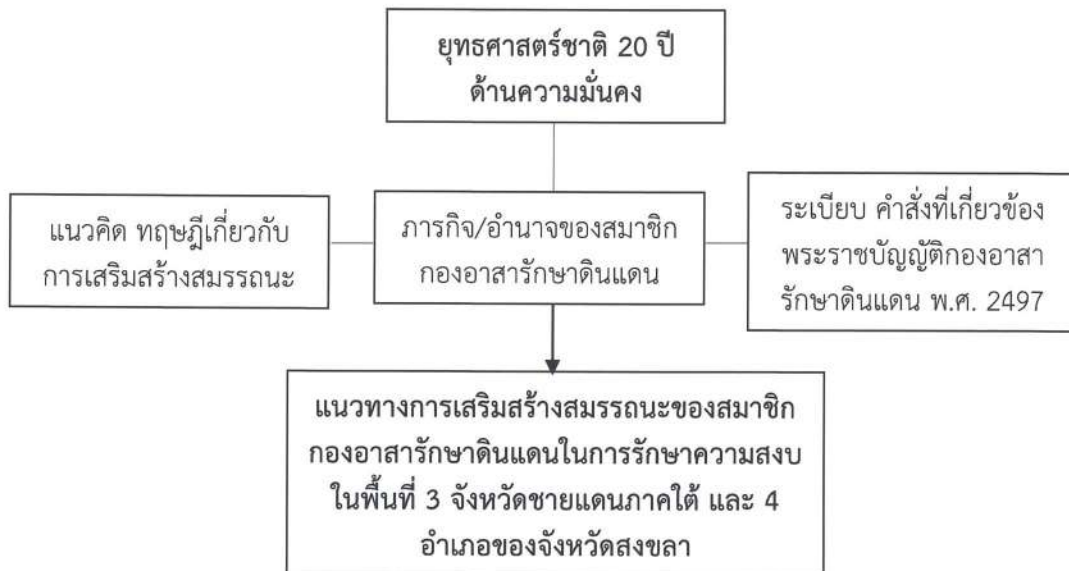 ยุทธศาสตร์ชาติ 20 ปี
ด้านความมั่นคง
แนวคิด ทฤษฎีเกี่ยวกับ
การเสริมสร้างสมรรถนะ
ภารกิจ/อำนาจของสมาชิก
กองอาสารักษาดินแดน
ระเบียบ คำสั่งที่เกี่ยวข้อง
พระราชบัญญัติกองอาสา
รักษาดินแดน พ.ศ. 2497
แนวทางการเสริมสร้างสมรรถนะของสมาชิก
กองอาสารักษาดินแดนในการรักษาความสงบ
ในพื้นที่ 3 จังหวัดชายแดนภาคใต้ และ 4
อำเภอของจังหวัดสงขลา